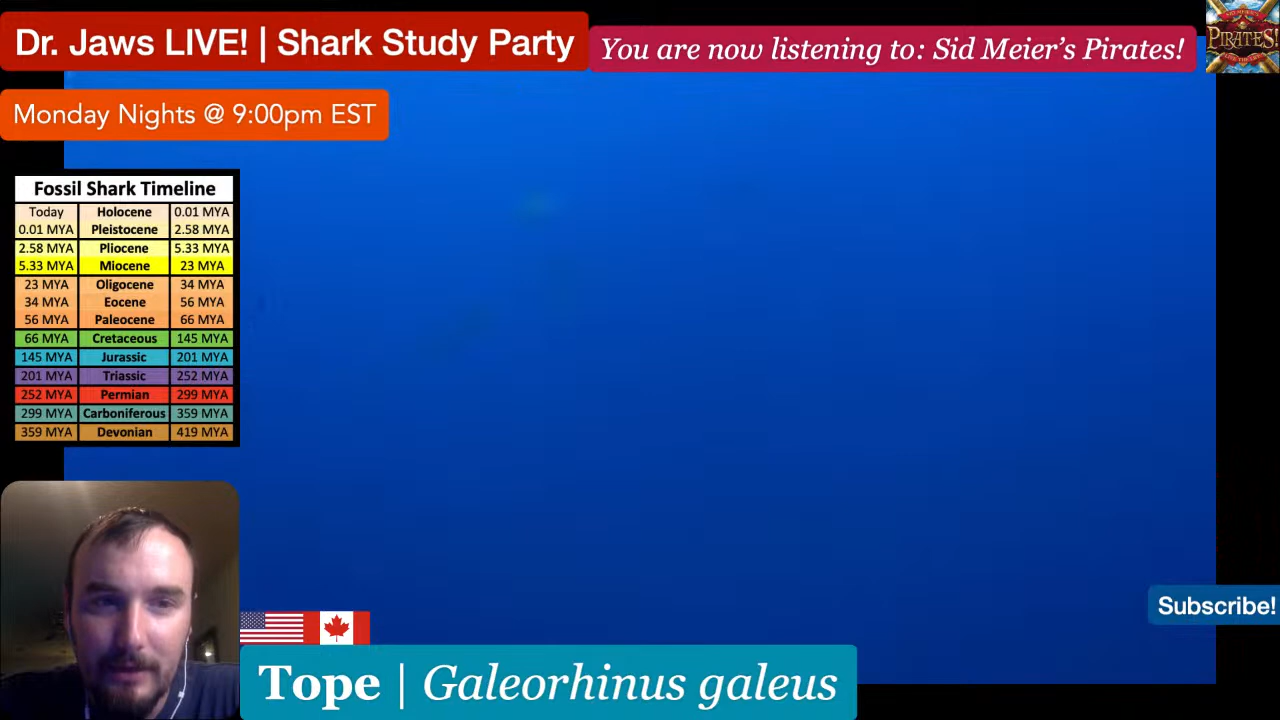 Dr. Jaws LIVE! | Shark Study Party
You are now listening to: Sid Meier's Pirates!
PIRATES!
Monday Nights @ 9:00pm EST
Fossil Shark Timeline
Today Holocene 0.01 MYA
0.01 MYA Pleistocene 2.58 MYA
2.58 MYA Pliocene 5.33 MYA
5.33 MYA Miocene 23 MYA
23 MYA Oligocene 34 MYA
34 MYA Eocene 56 MYA
56 MYA Paleocene 66 MYA
66 MYA Cretaceous 145 MYA
145 MYA Jurassic 201 MYA
201 MYA Triassic 252 MYA
252 MYA Permian 299 MYA
299 MYA Carboniferous 359 MYA
359 MYA Devonian 419 MYA
Subscribe!
Tope | Galeorhinus galeus